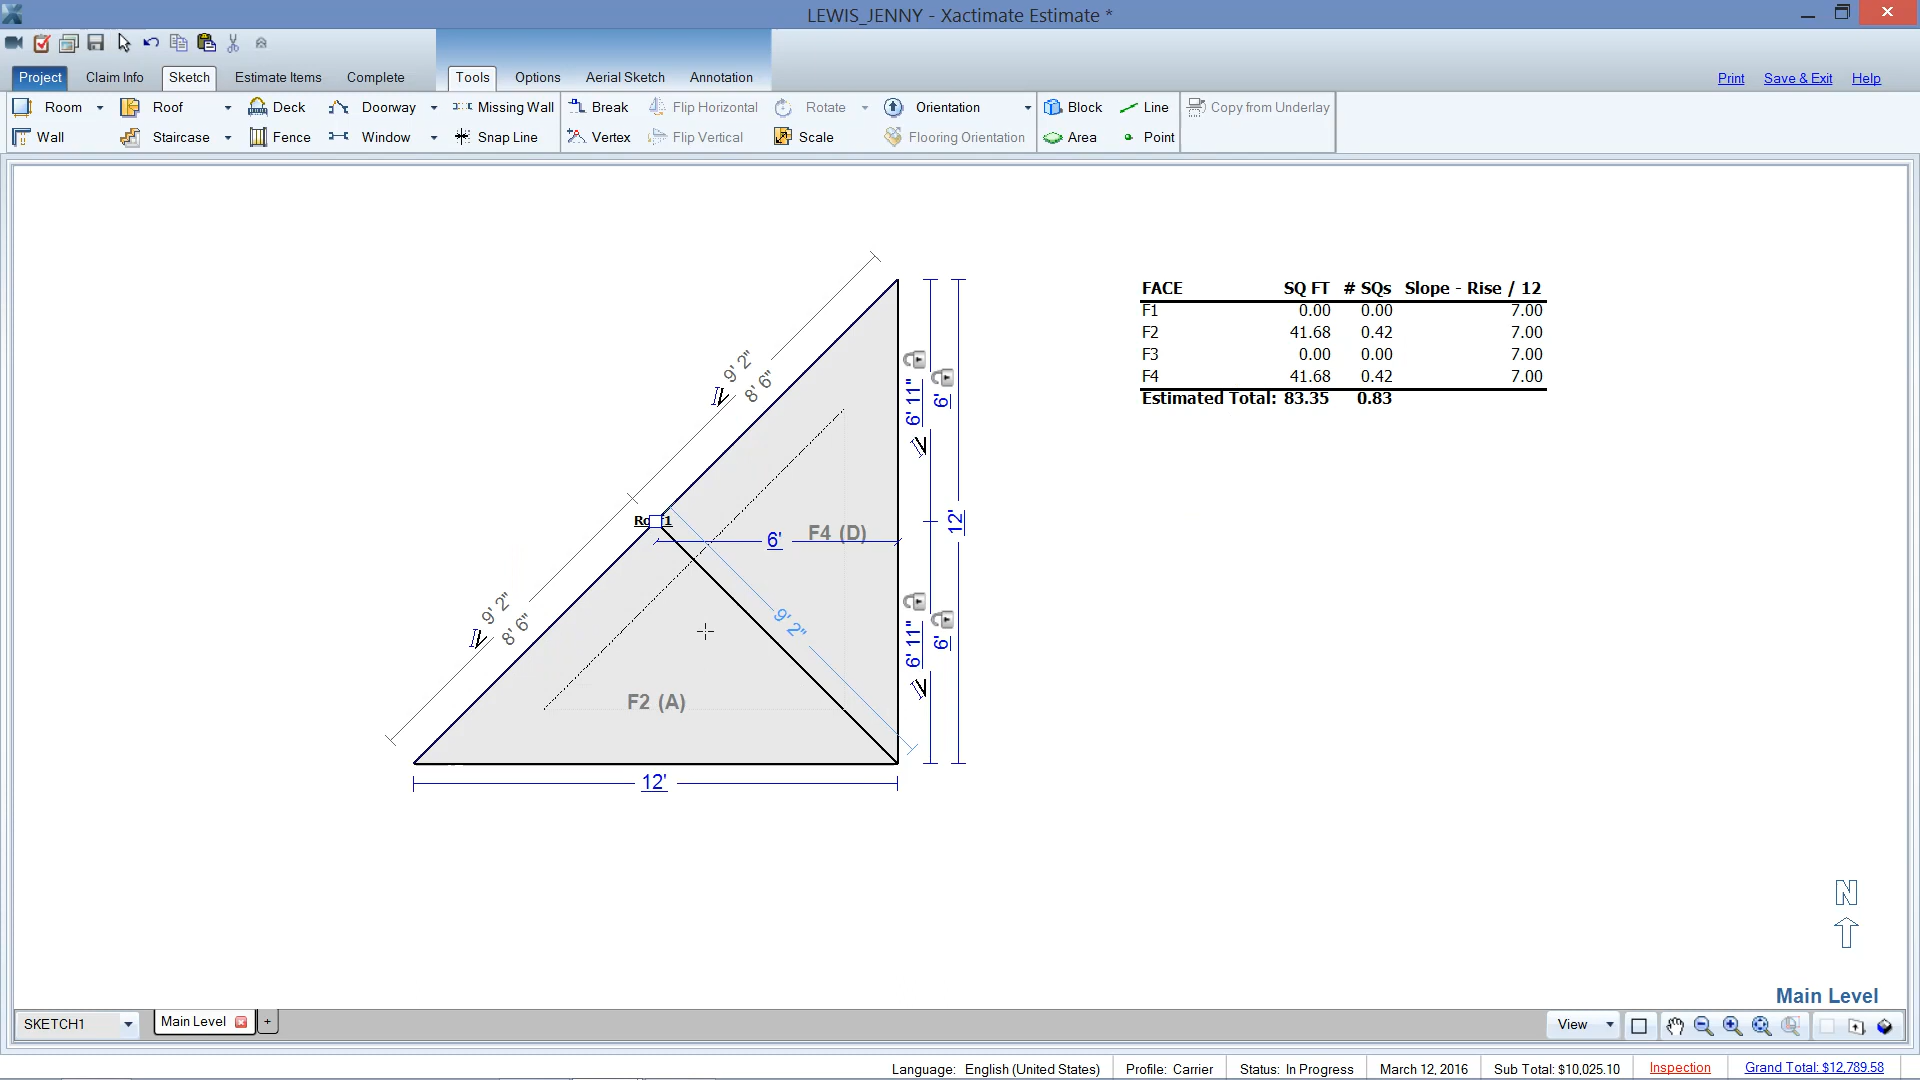 LEWIS_JENNY - Xactimate Estimate *
Project Claim Info Sketch Estimate Items Complete Tools Options Aerial Sketch Annotation Print Save & Exit Help
Room Roof Deck Doorway Missing Wall Break Flip Horizontal Rotate Orientation Block Line Copy from Underlay
Wall Staircase Fence Window Snap Line Vertex Flip Vertical Scale Flooring Orientation Area Point
FACE SQ FT # SQs Slope - Rise / 12
F1 0.00 0.00 7.00
F2 41.68 0.42 7.00
F3 0.00 0.00 7.00
F4 41.68 0.42 7.00
Estimated Total: 83.35 0.83
9' 2"
8' 6"
6' 11"
6'
12'
F4 (D)
6'
9' 2"
9' 2"
8' 6"
6' 11"
6'
F2 (A)
12'
N
Main Level
SKETCH1 Main Level + View
Language: English (United States) Profile: Carrier Status: In Progress March 12, 2016 Sub Total: $10,025.10 Inspection Grand Total: $12,789.58